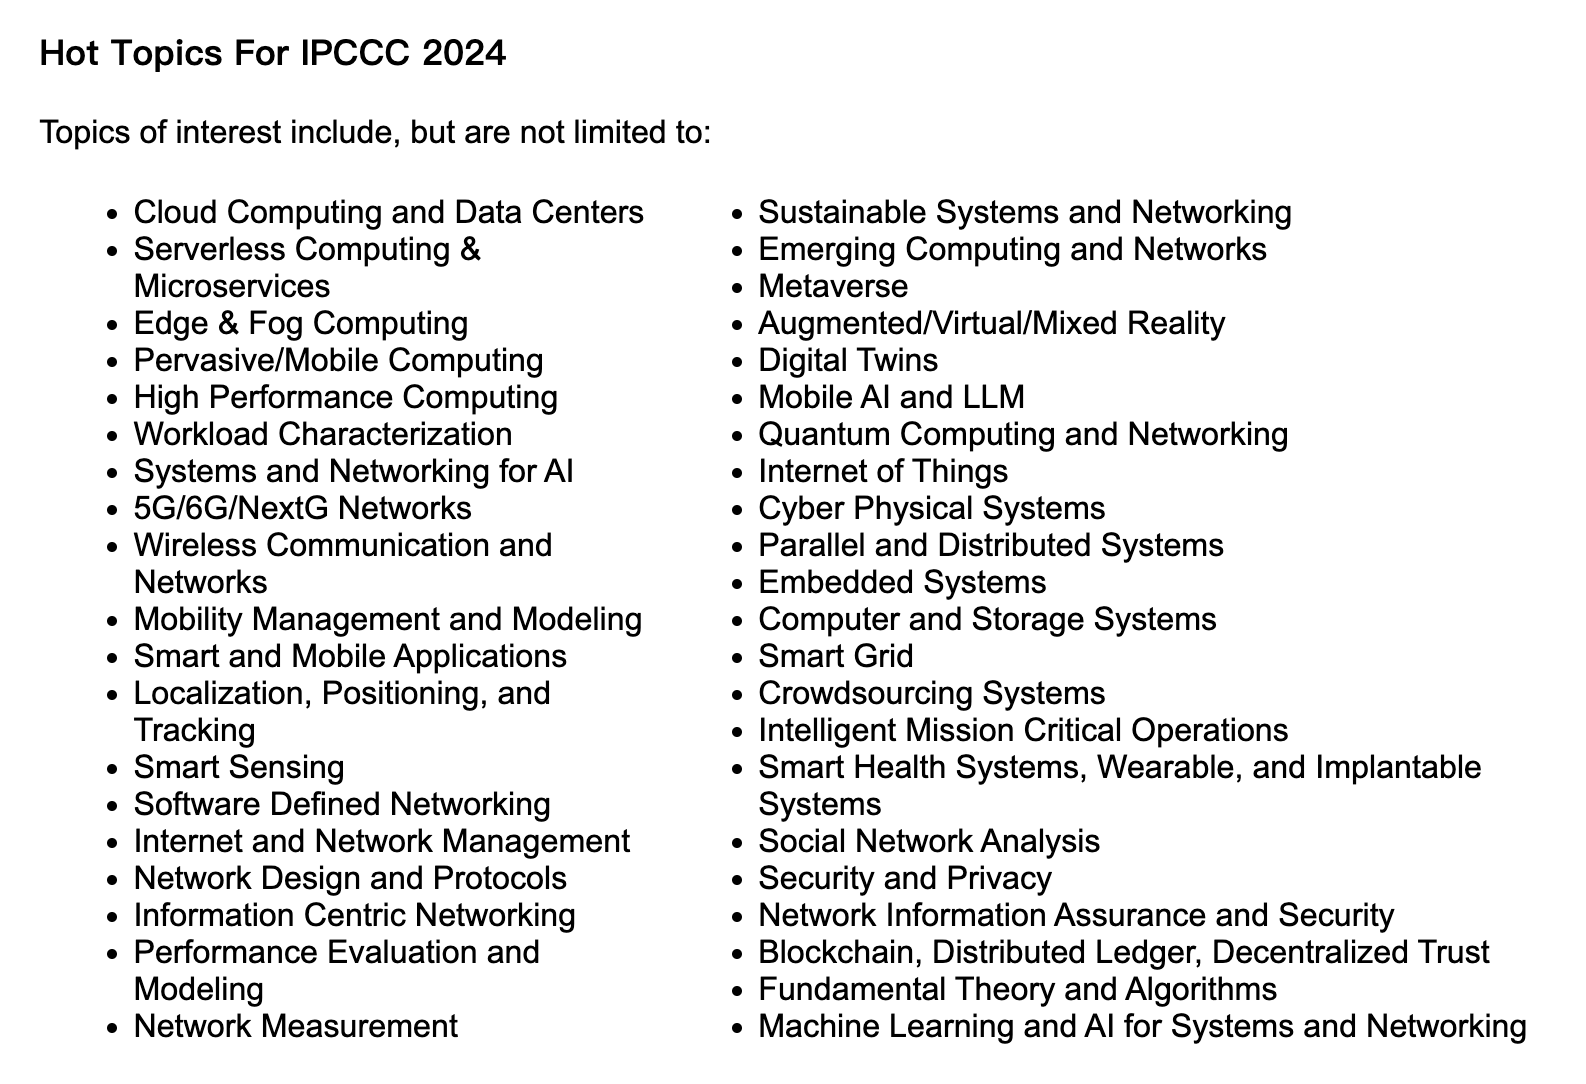 Hot Topics For IPCCC 2024
Topics of interest include, but are not limited to:
• Cloud Computing and Data Centers
• Serverless Computing &
Microservices
• Edge & Fog Computing
• Pervasive/Mobile Computing
• High Performance Computing
• Workload Characterization
• Systems and Networking for AI
• 5G/6G/NextG Networks
• Wireless Communication and
Networks
• Mobility Management and Modeling
• Smart and Mobile Applications
• Localization, Positioning, and
Tracking
• Smart Sensing
• Software Defined Networking
• Internet and Network Management
• Network Design and Protocols
• Information Centric Networking
• Performance Evaluation and
Modeling
• Network Measurement
• Sustainable Systems and Networking
• Emerging Computing and Networks
• Metaverse
• Augmented/Virtual/Mixed Reality
• Digital Twins
• Mobile AI and LLM
• Quantum Computing and Networking
• Internet of Things
• Cyber Physical Systems
• Parallel and Distributed Systems
• Embedded Systems
• Computer and Storage Systems
• Smart Grid
• Crowdsourcing Systems
• Intelligent Mission Critical Operations
• Smart Health Systems, Wearable, and Implantable
Systems
• Social Network Analysis
• Security and Privacy
• Network Information Assurance and Security
• Blockchain, Distributed Ledger, Decentralized Trust
• Fundamental Theory and Algorithms
• Machine Learning and AI for Systems and Networking